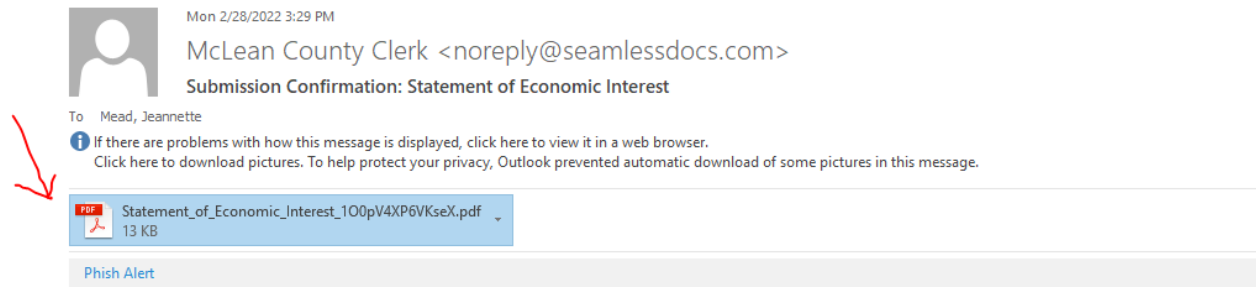 Mon 2/28/2022 3:29 PM
McLean County Clerk <noreply@seamlessdocs.com>
Submission Confirmation: Statement of Economic Interest
To Mead, Jeannette
If there are problems with how this message is displayed, click here to view it in a web browser.
Click here to download pictures. To help protect your privacy, Outlook prevented automatic download of some pictures in this message.
PDF
Statement_of_Economic_Interest_1O0pV4XP6VKseX.pdf
13 KB
Phish Alert